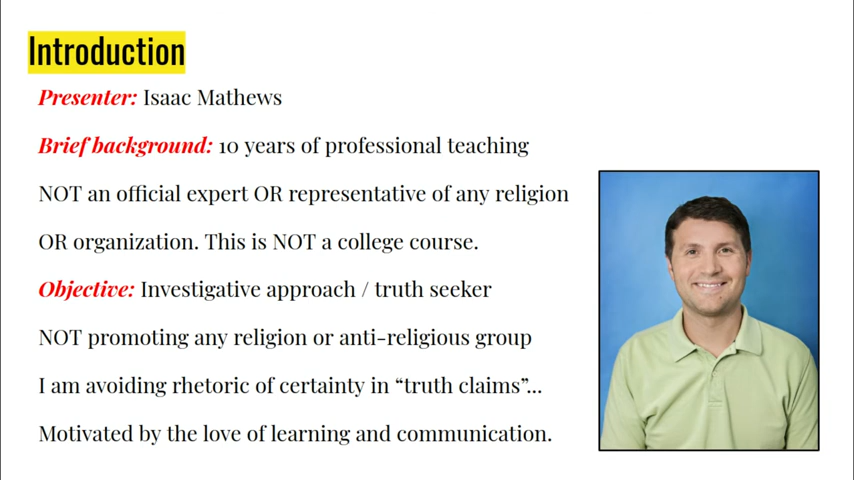 Introduction
Presenter: Isaac Mathews
Brief background: 10 years of professional teaching
NOT an official expert OR representative of any religion
OR organization. This is NOT a college course.
Objective: Investigative approach / truth seeker
NOT promoting any religion or anti-religious group
I am avoiding rhetoric of certainty in “truth claims”...
Motivated by the love of learning and communication.